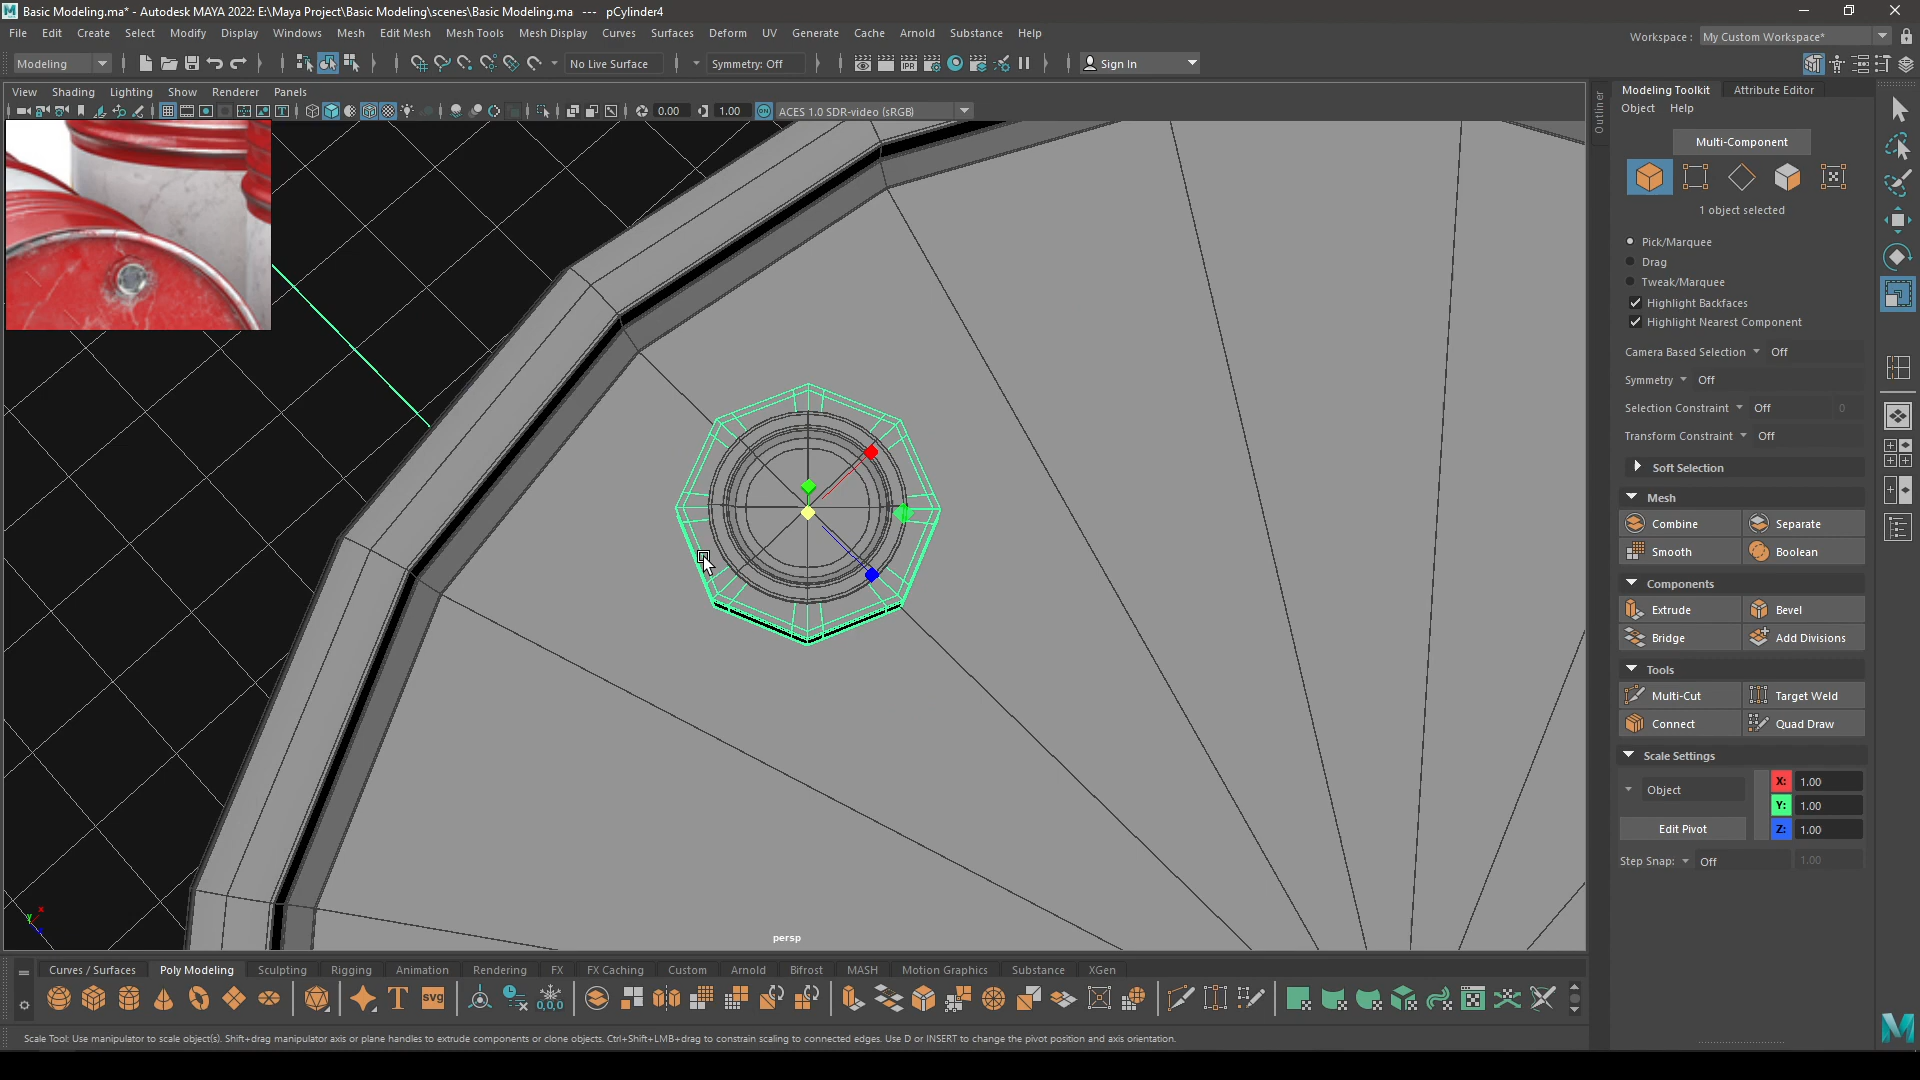 Basic Modeling.ma* - Autodesk MAYA 2022: E:\Maya Project\Basic Modeling\scenes\Basic Modeling.ma --- pCylinder4
File Edit Create Select Modify Display Windows Mesh Edit Mesh Mesh Tools Mesh Display Curves Surfaces Deform UV Generate Cache Arnold Substance Help
Workspace : My Custom Workspace*
Modeling
No Live Surface
Symmetry: Off
IPR
Sign In
View Shading Lighting Show Renderer Panels
0.00
1.00
ON
ACES 1.0 SDR-video (sRGB)
Outliner
Modeling Toolkit
Attribute Editor
Object Help
Multi-Component
1 object selected
Pick/Marquee
Drag
Tweak/Marquee
Highlight Backfaces
Highlight Nearest Component
Camera Based Selection Off
Symmetry Off
Selection Constraint Off 0
Transform Constraint Off
Soft Selection
Mesh
Combine Separate
Smooth Boolean
Components
Extrude Bevel
Bridge Add Divisions
Tools
Multi-Cut Target Weld
Connect Quad Draw
Scale Settings
Object
X: 1.00
Y: 1.00
Edit Pivot
Z: 1.00
Step Snap: Off 1.00
persp
Curves / Surfaces Poly Modeling Sculpting Rigging Animation Rendering FX FX Caching Custom Arnold Bifrost MASH Motion Graphics Substance XGen
T
SVG
0,0,0
Scale Tool: Use manipulator to scale object(s). Shift+drag manipulator axis or plane handles to extrude components or clone objects. Ctrl+Shift+LMB+drag to constrain scaling to connected edges. Use D or INSERT to change the pivot position and axis orientation.